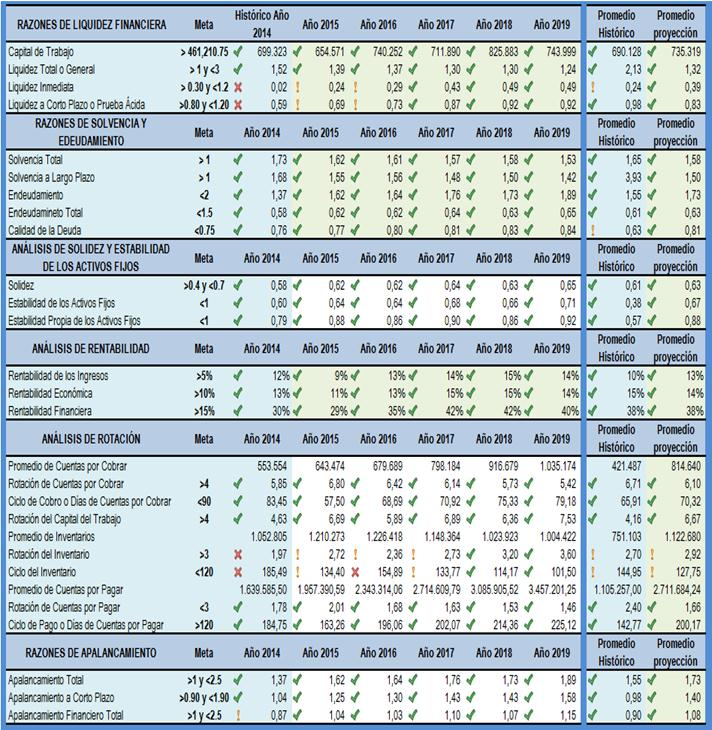 RAZONES DE LIQUIDEZ FINANCIERA Meta Histórico Año 2014 Año 2015 Año 2016 Año 2017 Año 2018 Año 2019 Promedio Histórico Promedio proyección
Capital de Trabajo > 461,210.75 699.323 654.571 740.252 711.890 825.883 743.999 690.128 735.319
Liquidez Total o General > 1 y <3 1,52 1,39 1,37 1,30 1,30 1,24 2,13 1,32
Liquidez Inmediata > 0.30 y <1.2 0,02 0,24 0,29 0,43 0,49 0,49 0,24 0,39
Liquidez a Corto Plazo o Prueba Ácida >0.80 y <1.20 0,59 0,69 0,73 0,87 0,92 0,92 0,98 0,83
RAZONES DE SOLVENCIA Y EDEUDAMIENTO Meta Año 2014 Año 2015 Año 2016 Año 2017 Año 2018 Año 2019 Promedio Histórico Promedio proyección
Solvencia Total > 1 1,73 1,62 1,61 1,57 1,58 1,53 1,65 1,58
Solvencia a Largo Plazo > 1 1,68 1,55 1,56 1,48 1,50 1,42 3,93 1,50
Endeudamiento <2 1,37 1,62 1,64 1,76 1,73 1,89 1,55 1,73
Endeudamineto Total <1.5 0,58 0,62 0,62 0,64 0,63 0,65 0,61 0,63
Calidad de la Deuda <0.75 0,76 0,77 0,80 0,81 0,83 0,84 0,63 0,81
ANÁLISIS DE SOLIDEZ Y ESTABILIDAD DE LOS ACTIVOS FIJOS Meta Año 2014 Año 2015 Año 2016 Año 2017 Año 2018 Año 2019 Promedio Histórico Promedio proyección
Solidez >0.4 y <0.7 0,58 0,62 0,62 0,64 0,63 0,65 0,61 0,63
Estabilidad de los Activos Fijos <1 0,60 0,64 0,64 0,68 0,66 0,71 0,38 0,67
Estabilidad Propia de los Activos Fijos <1 0,79 0,88 0,86 0,90 0,86 0,92 0,57 0,88
ANÁLISIS DE RENTABILIDAD Meta Año 2014 Año 2015 Año 2016 Año 2017 Año 2018 Año 2019 Promedio Histórico Promedio proyección
Rentabilidad de los Ingresos >5% 12% 9% 13% 14% 15% 14% 10% 13%
Rentabilidad Económica >10% 13% 11% 13% 15% 15% 14% 15% 14%
Rentabilidad Financiera >15% 30% 29% 35% 42% 42% 40% 38% 38%
ANÁLISIS DE ROTACIÓN Meta Año 2014 Año 2015 Año 2016 Año 2017 Año 2018 Año 2019 Promedio Histórico Promedio proyección
Promedio de Cuentas por Cobrar 553.554 643.474 679.689 798.184 916.679 1.035.174 421.487 814.640
Rotación de Cuentas por Cobrar >4 5,85 6,80 6,42 6,14 5,73 5,42 6,71 6,10
Ciclo de Cobro o Días de Cuentas por Cobrar <90 83,45 57,50 68,69 70,92 75,33 79,18 65,91 70,32
Rotación del Capital del Trabajo >4 4,63 6,69 5,89 6,89 6,36 7,53 4,16 6,67
Promedio de Inventarios 1.052.805 1.210.273 1.226.418 1.148.364 1.023.923 1.004.422 751.103 1.122.680
Rotación del Inventario >3 1,97 2,72 2,36 2,73 3,20 3,60 2,70 2,92
Ciclo del Inventario <120 185,49 134,40 154,89 133,77 114,17 101,50 144,95 127,75
Promedio de Cuentas por Pagar 1.639.585,50 1.957.390,59 2.343.314,06 2.714.609,79 3.085.905,52 3.457.201,25 1.105.257,00 2.711.684,24
Rotación de Cuentas por Pagar <3 1,78 2,01 1,68 1,63 1,53 1,46 2,40 1,66
Ciclo de Pago o Días de Cuentas por Pagar >120 184,75 163,26 196,06 202,07 214,36 225,12 142,77 200,17
RAZONES DE APALANCAMIENTO Meta Año 2014 Año 2015 Año 2016 Año 2017 Año 2018 Año 2019 Promedio Histórico Promedio proyección
Apalancamiento Total >1 y <2.5 1,37 1,62 1,64 1,76 1,73 1,89 1,55 1,73
Apalancamiento a Corto Plazo >0.90 y <1.90 1,04 1,25 1,30 1,43 1,43 1,58 0,98 1,40
Apalancamiento Financiero Total >1 y <2.5 0,87 1,04 1,03 1,10 1,07 1,15 0,90 1,08